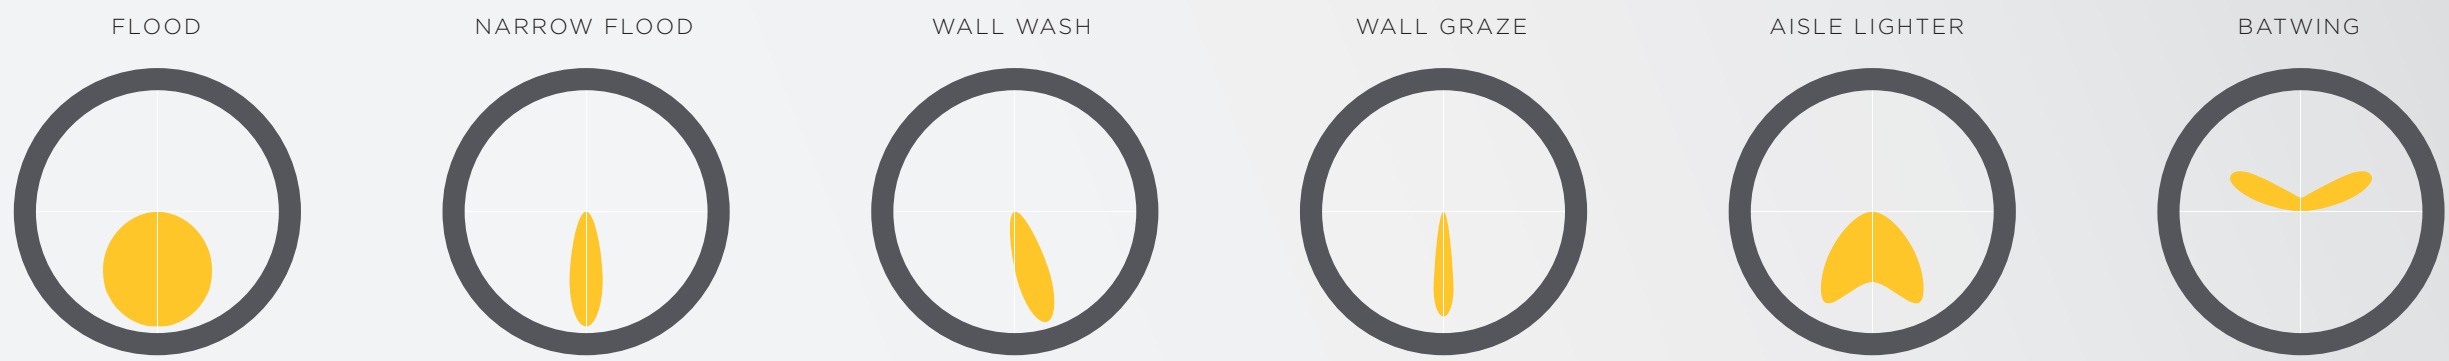 FLOOD
NARROW FLOOD
WALL WASH
WALL GRAZE
AISLE LIGHTER
BATWING